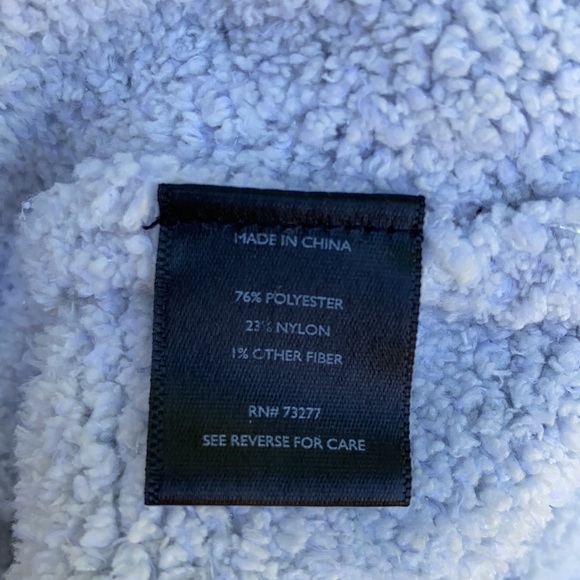 MADE IN CHINA
76% POLYESTER
23% NYLON
1% OTHER FIBER
RN# 73277
SEE REVERSE FOR CARE